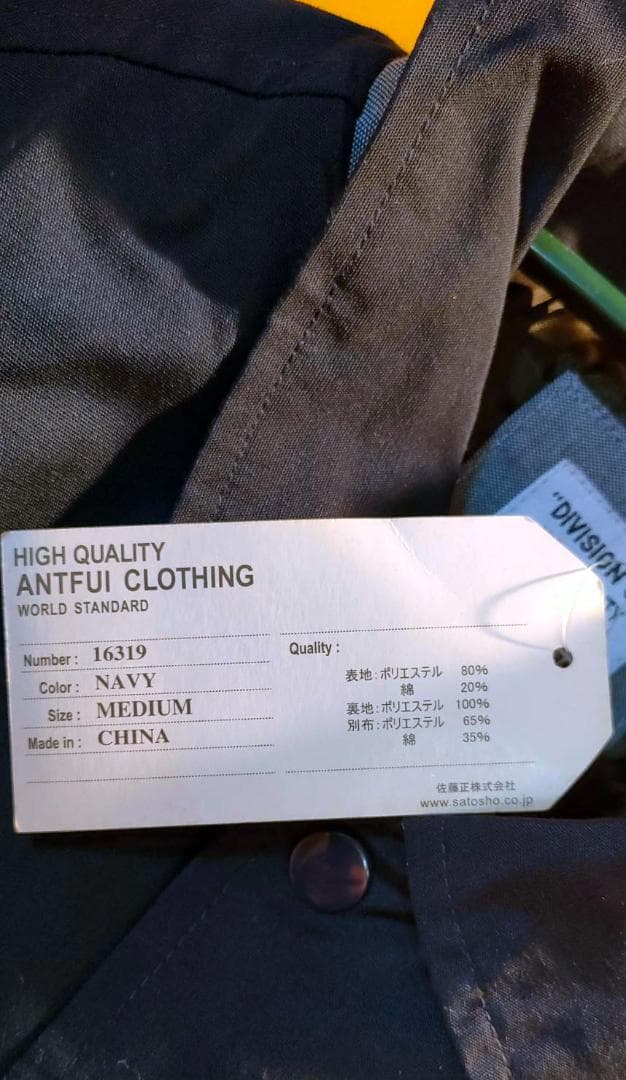 HIGH QUALITY
ANTFUI CLOTHING
WORLD STANDARD
Number : 16319
Color : NAVY
Size : MEDIUM
Made in : CHINA
Quality :
表地:ポリエステル 80%
綿 20%
裏地:ポリエステル 100%
別布:ポリエステル 65%
綿 35%
佐藤正株式会社
www.satosho.co.jp
"DIVISION